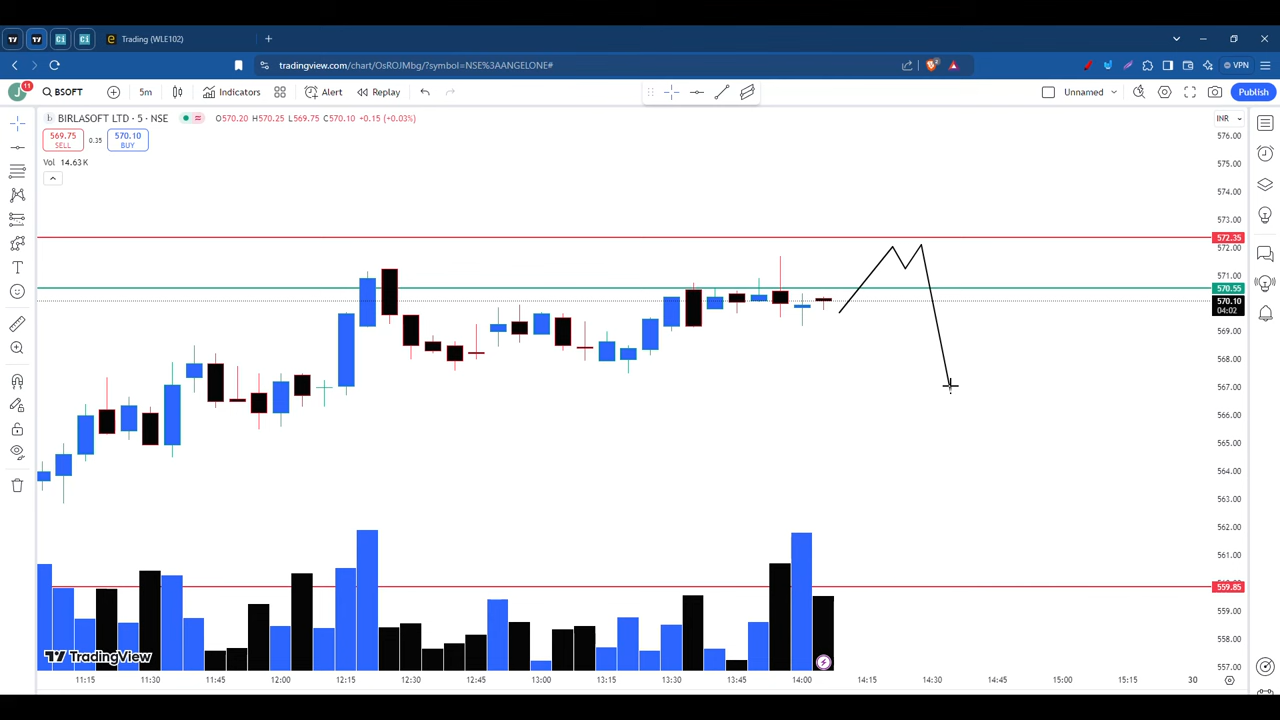 Trading (WLE102)
tradingview.com/chart/OsROJMbg/?symbol=NSE%3AANGELONE#
VPN
J 11 BSOFT 5m Indicators Alert Replay Unnamed Publish
BIRLASOFT LTD · 5 · NSE O570.20 H570.25 L569.75 C570.10 +0.15 (+0.03%)
INR
569.75 0.35 570.10
SELL BUY
Vol 14.63 K
576.00
575.00
574.00
573.00
572.35
572.00
571.00
570.55
570.10
04:02
569.00
568.00
567.00
566.00
565.00
564.00
563.00
562.00
561.00
559.85
559.00
558.00
557.00
TradingView
11:15 11:30 11:45 12:00 12:15 12:30 12:45 13:00 13:15 13:30 13:45 14:00 14:15 14:30 14:45 15:00 15:15 30